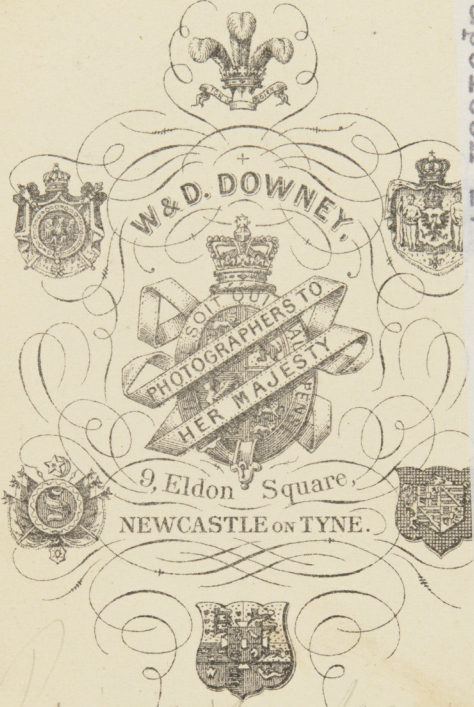 W & D. DOWNEY,
SOIT QUI MAL Y PENSE
PHOTOGRAPHERS TO
HER MAJESTY
9, Eldon Square,
NEWCASTLE ON TYNE.
S